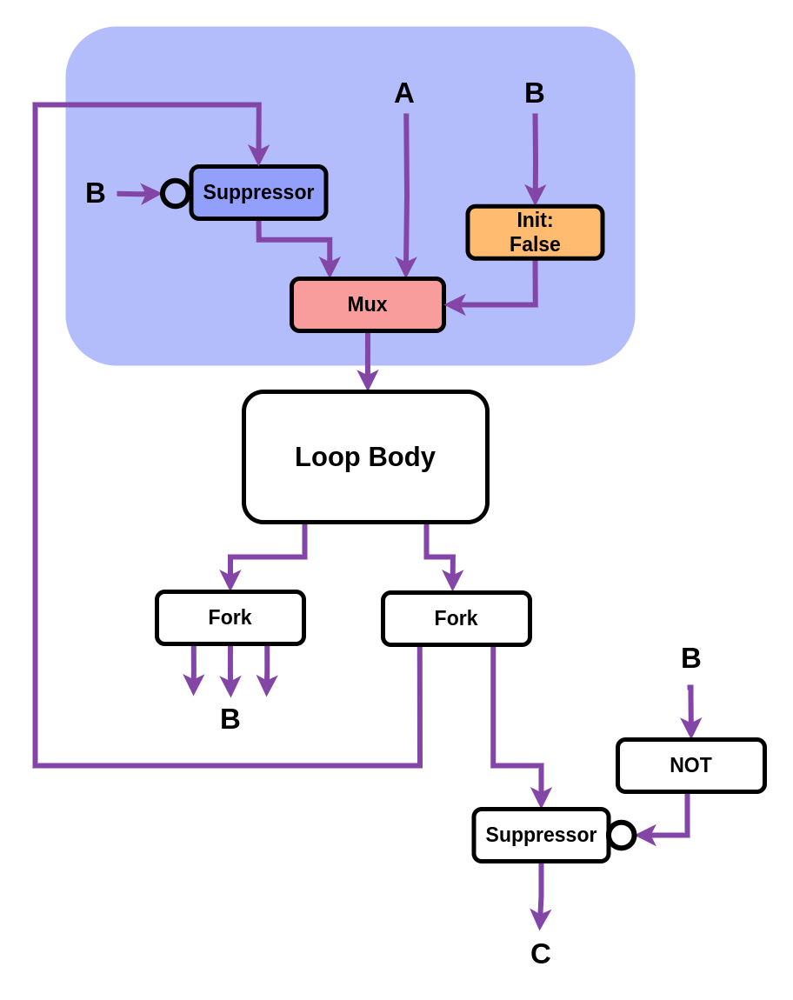 A
B
B
Suppressor
Init:
False
Mux
Loop Body
Fork
Fork
B
B
NOT
Suppressor
C